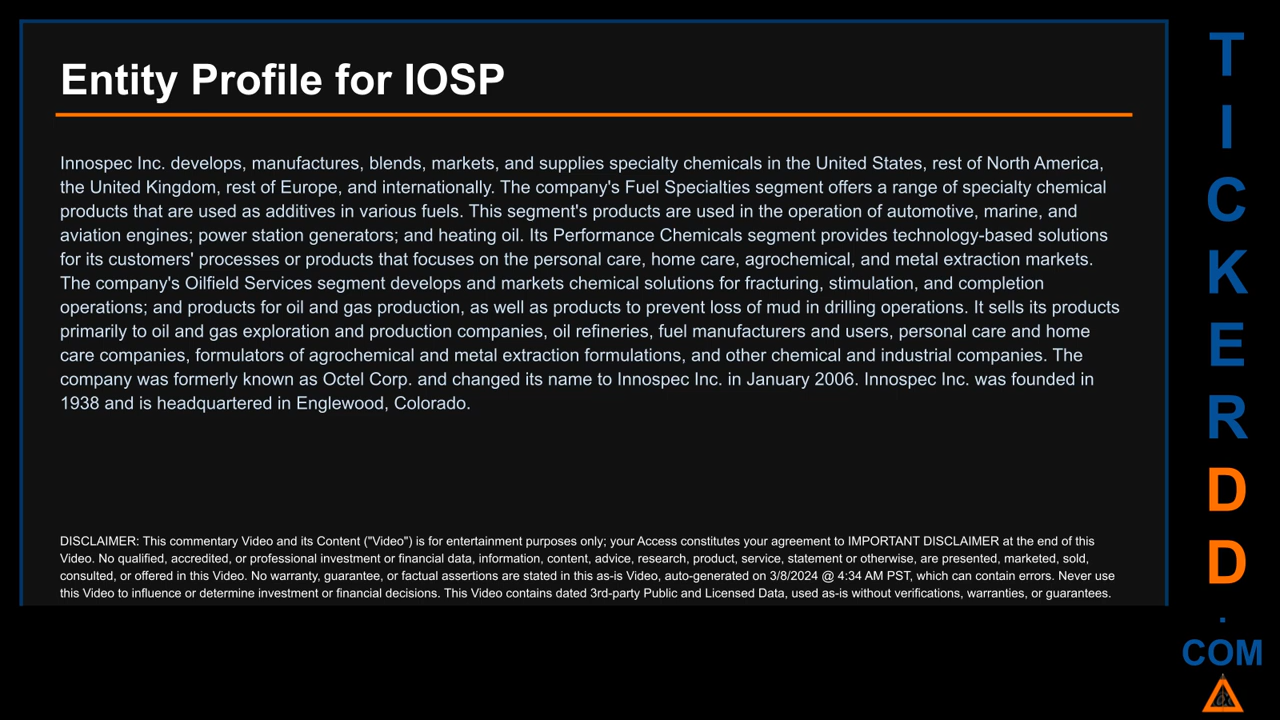 Entity Profile for IOSP
Innospec Inc. develops, manufactures, blends, markets, and supplies specialty chemicals in the United States, rest of North America,
the United Kingdom, rest of Europe, and internationally. The company's Fuel Specialties segment offers a range of specialty chemical
products that are used as additives in various fuels. This segment's products are used in the operation of automotive, marine, and
aviation engines; power station generators; and heating oil. Its Performance Chemicals segment provides technology-based solutions
for its customers' processes or products that focuses on the personal care, home care, agrochemical, and metal extraction markets.
The company's Oilfield Services segment develops and markets chemical solutions for fracturing, stimulation, and completion
operations; and products for oil and gas production, as well as products to prevent loss of mud in drilling operations. It sells its products
primarily to oil and gas exploration and production companies, oil refineries, fuel manufacturers and users, personal care and home
care companies, formulators of agrochemical and metal extraction formulations, and other chemical and industrial companies. The
company was formerly known as Octel Corp. and changed its name to Innospec Inc. in January 2006. Innospec Inc. was founded in
1938 and is headquartered in Englewood, Colorado.
DISCLAIMER: This commentary Video and its Content ("Video") is for entertainment purposes only; your Access constitutes your agreement to IMPORTANT DISCLAIMER at the end of this
Video. No qualified, accredited, or professional investment or financial data, information, content, advice, research, product, service, statement or otherwise, are presented, marketed, sold,
consulted, or offered in this Video. No warranty, guarantee, or factual assertions are stated in this as-is Video, auto-generated on 3/8/2024 @ 4:34 AM PST, which can contain errors. Never use
this Video to influence or determine investment or financial decisions. This Video contains dated 3rd-party Public and Licensed Data, used as-is without verifications, warranties, or guarantees.
T
I
C
K
E
R
D
D
.
COM